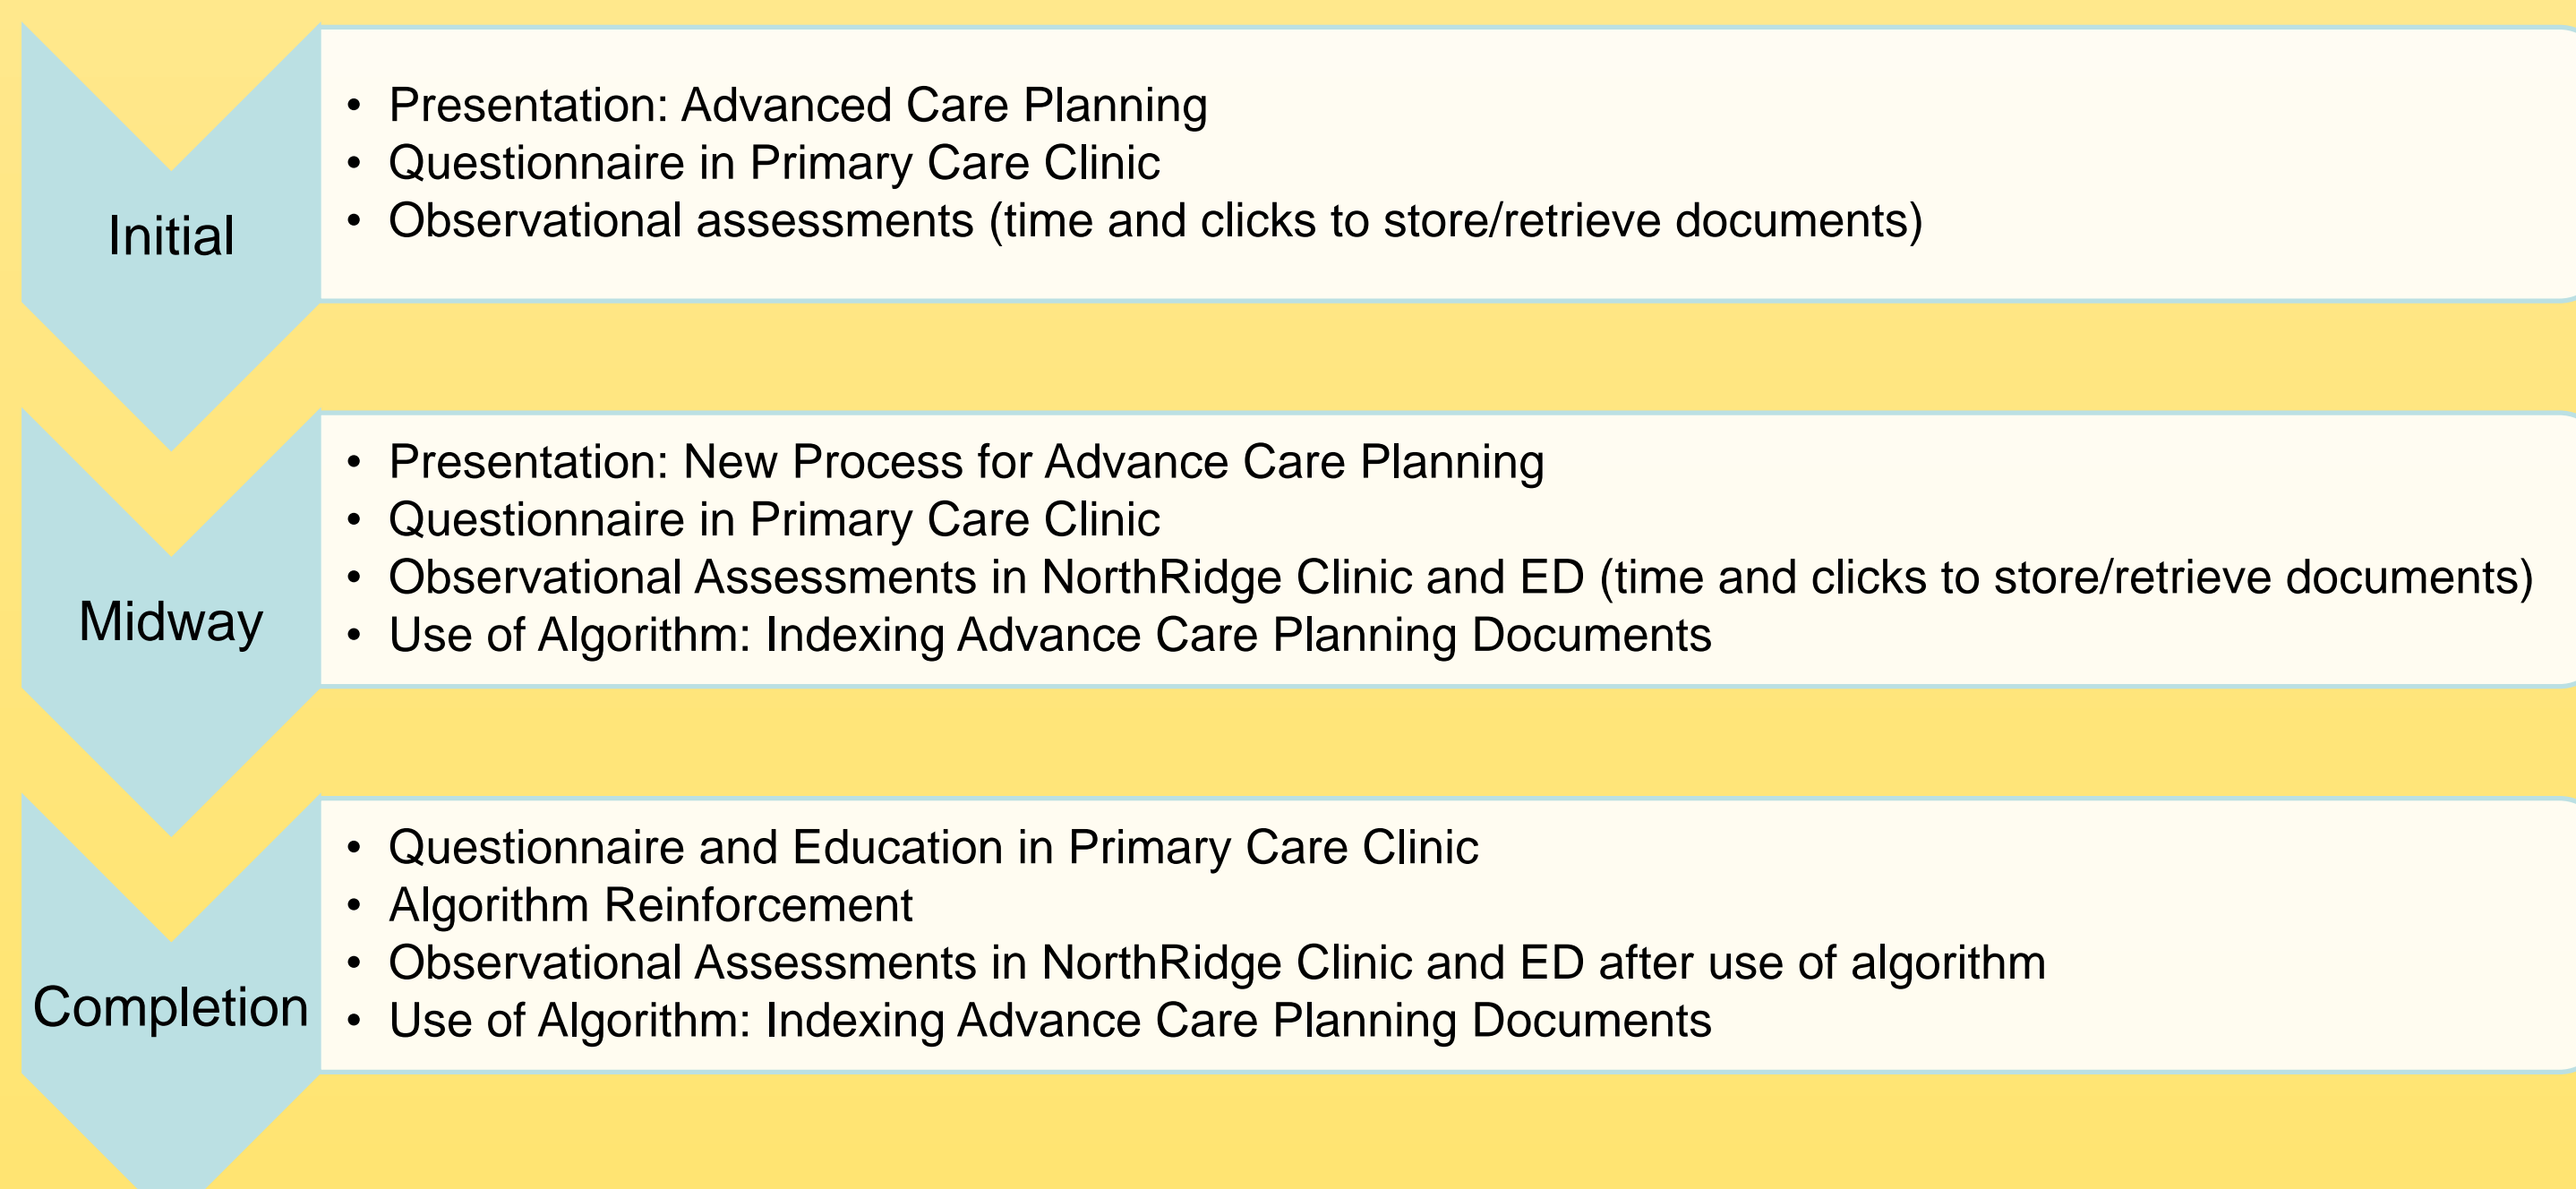 Initial
• Presentation: Advanced Care Planning
• Questionnaire in Primary Care Clinic
• Observational assessments (time and clicks to store/retrieve documents)
Midway
• Presentation: New Process for Advance Care Planning
• Questionnaire in Primary Care Clinic
• Observational Assessments in NorthRidge Clinic and ED (time and clicks to store/retrieve documents)
• Use of Algorithm: Indexing Advance Care Planning Documents
Completion
• Questionnaire and Education in Primary Care Clinic
• Algorithm Reinforcement
• Observational Assessments in NorthRidge Clinic and ED after use of algorithm
• Use of Algorithm: Indexing Advance Care Planning Documents